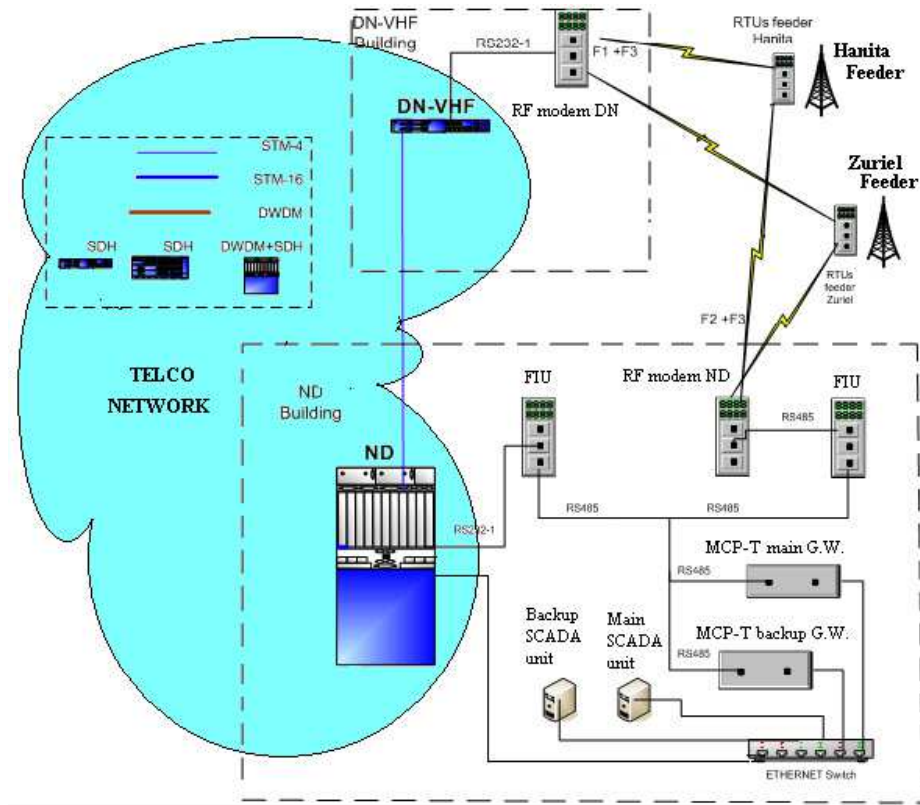 DN-VHF
Building
RS232-1
F1 +F3
RTUs feeder
Hanita
Hanita
Feeder
DN-VHF
RF modem DN
STM-4
STM-16
DWDM
SDH
SDH
DWDM+SDH
Zuriel
Feeder
RTUs
feeder
Zuriel
F2 +F3
TELCO
NETWORK
ND
Building
FIU
RF modem ND
FIU
RS485
ND
RS232-1
RS485
RS485
MCP-T main G.W.
RS485
Backup
SCADA
unit
Main
SCADA
unit
MCP-T backup G.W.
RS485
ETHERNET Switch